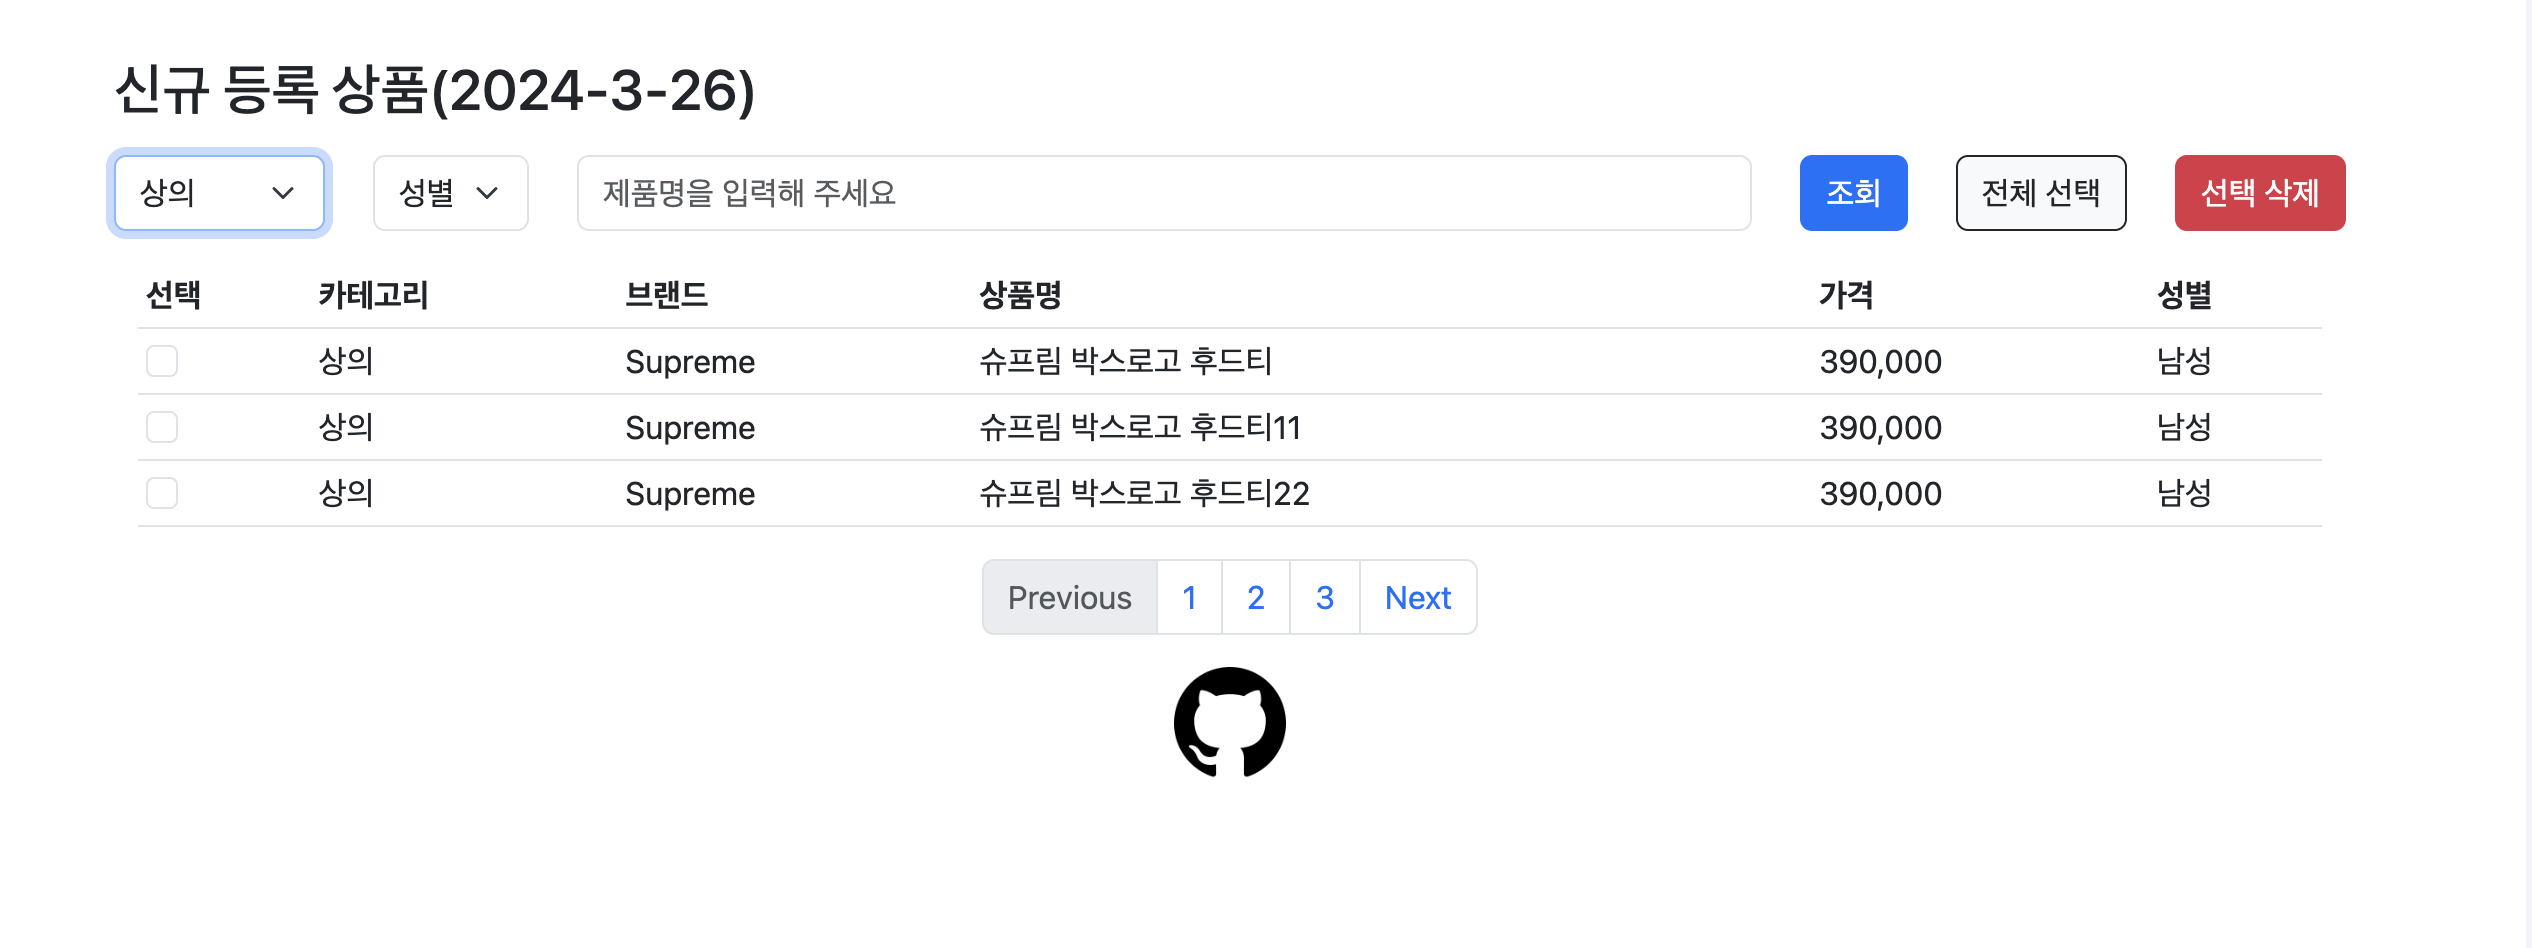 신규 등록 상품(2024-3-26)
상의 성별 제품명을 입력해 주세요 조회 전체 선택 선택 삭제
선택 카테고리 브랜드 상품명 가격 성별
상의 Supreme 슈프림 박스로고 후드티 390,000 남성
상의 Supreme 슈프림 박스로고 후드티11 390,000 남성
상의 Supreme 슈프림 박스로고 후드티22 390,000 남성
Previous 1 2 3 Next